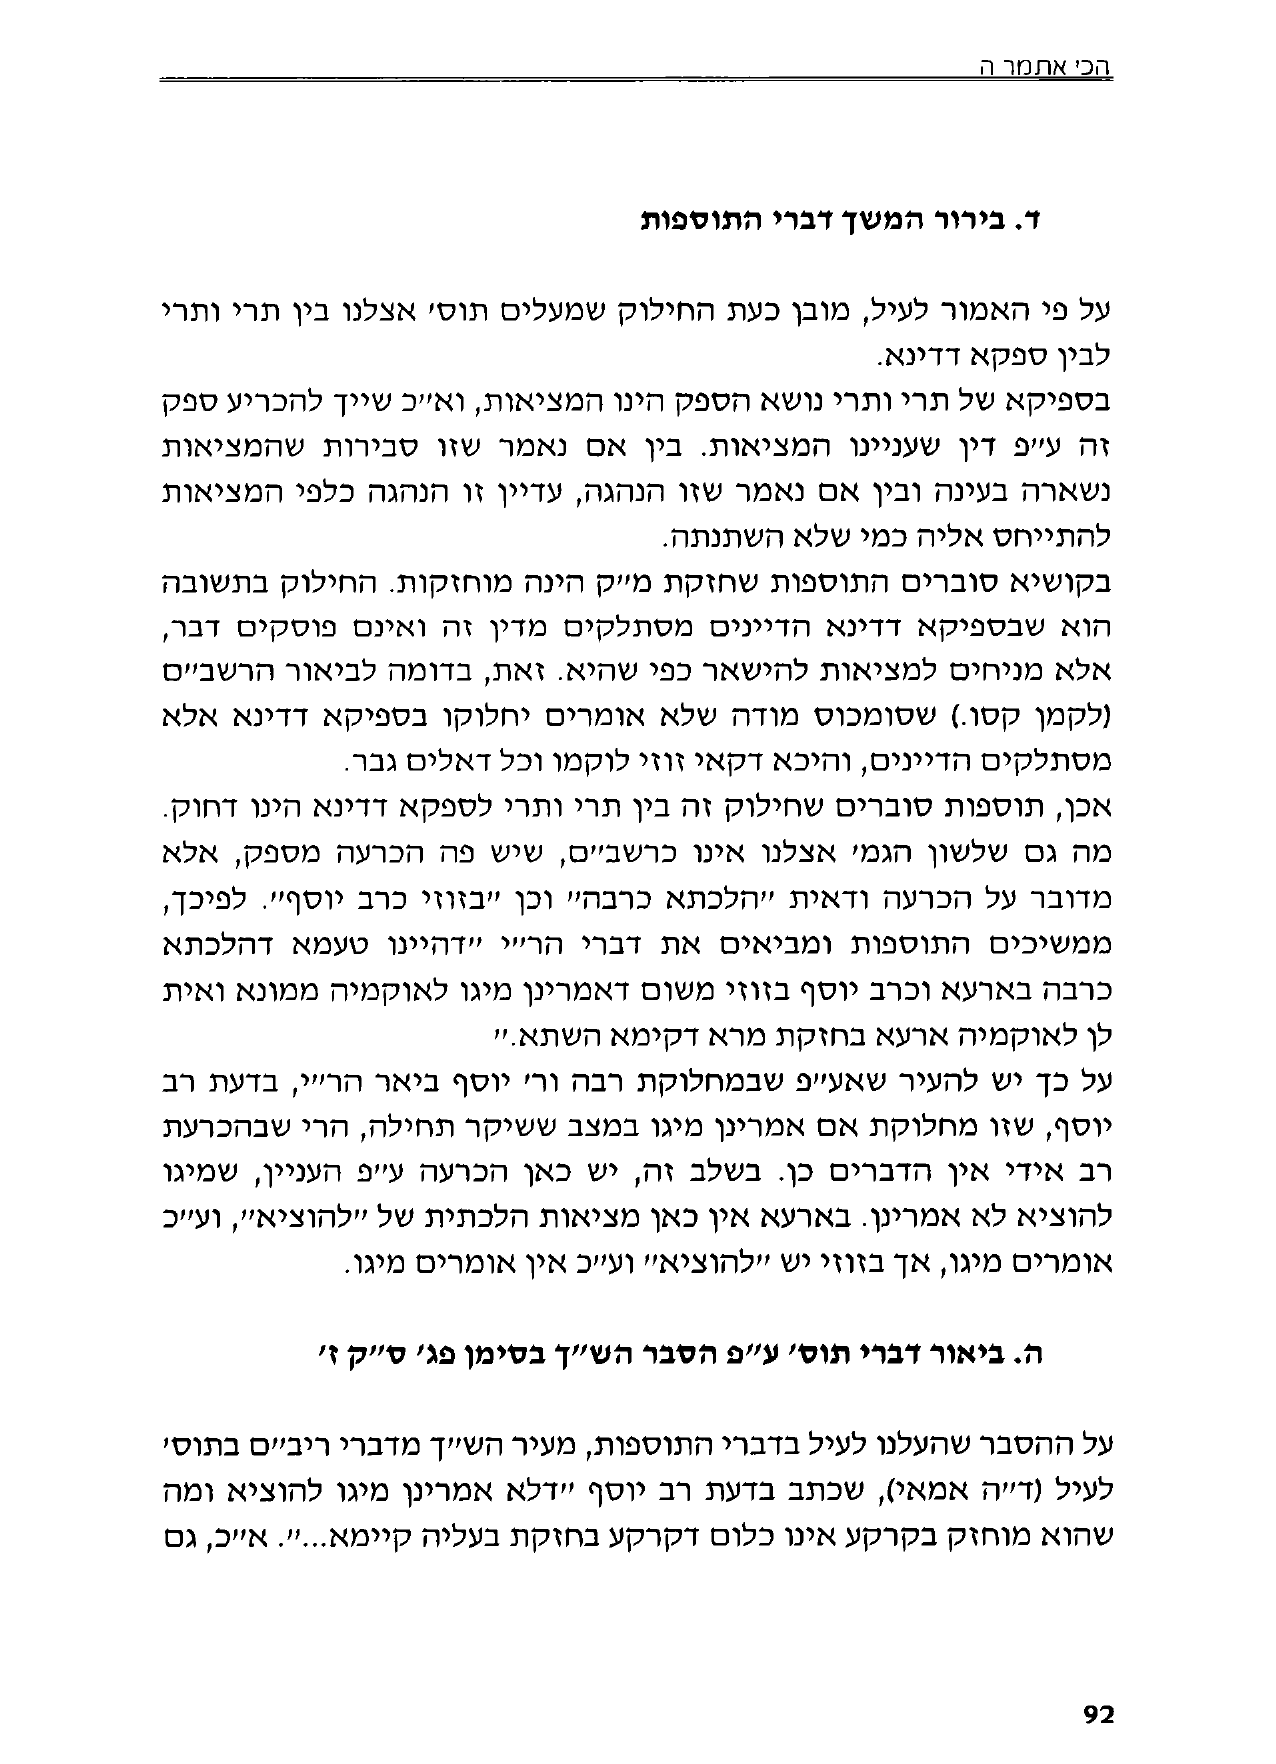 הכי אתמר ה
ד. בירור המשך דברי התוספות
על פי האמור לעיל, מובן כעת החילוק שמעלים תוס׳ אצלנו בין תרי ותרי
לבין ספקא דדינא.
בספיקא של תרי ותרי נושא הספק הינו המציאות, וא״כ שייך להכריע ספק
זה ע״פ דין שעניינו המציאות. בין אם נאמר שזו סבירות שהמציאות
נשארה בעינה ובין אם נאמר שזו הנהגה, עדיין זו הנהגה כלפי המציאות
להתייחס אליה כמי שלא השתנתה.
בקושיא סוברים התוספות שחזקת מ״ק הינה מוחזקות. החילוק בתשובה
הוא שבספיקא דדינא הדיינים מסתלקים מדין זה ואינם פוסקים דבר,
אלא מניחים למציאות להישאר כפי שהיא. זאת, בדומה לביאור הרשב״ם
(לקמן קסו.) שסומכוס מודה שלא אומרים יחלוקו בספיקא דדינא אלא
מסתלקים הדיינים, והיכא דקאי זוזי לוקמו וכל דאלים גבר.
אכן, תוספות סוברים שחילוק זה בין תרי ותרי לספקא דדינא הינו דחוק.
מה גם שלשון הגמ׳ אצלנו אינו כרשב״ם, שיש פה הכרעה מספק, אלא
מדובר על הכרעה ודאית ״הלכתא כרבה״ וכן ״בזוזי כרב יוסף״. לפיכך,
ממשיכים התוספות ומביאים את דברי הר״י ״דהיינו טעמא דהלכתא
כרבה בארעא וכרב יוסף בזוזי משום דאמרינן מיגו לאוקמיה ממונא ואית
לן לאוקמיה ארעא בחזקת מרא דקימא השתא.״
על כך יש להעיר שאע״פ שבמחלוקת רבה ור׳ יוסף ביאר הר״י, בדעת רב
יוסף, שזו מחלוקת אם אמרינן מיגו במצב ששיקר תחילה, הרי שבהכרעת
רב אידי אין הדברים כן. בשלב זה, יש כאן הכרעה ע״פ העניין, שמיגו
להוציא לא אמרינן. בארעא אין כאן מציאות הלכתית של ״להוציא״, וע״כ
אומרים מיגו, אך בזוזי יש ״להוציא״ וע״כ אין אומרים מיגו.
ה. ביאור דברי תוס׳ ע״פ הסבר הש״ך בסימן פג׳ ס״ק ז׳
על ההסבר שהעלנו לעיל בדברי התוספות, מעיר הש״ך מדברי ריב״ם בתוס׳
לעיל (ד״ה אמאי), שכתב בדעת רב יוסף ״דלא אמרינן מיגו להוציא ומה
שהוא מוחזק בקרקע אינו כלום דקרקע בחזקת בעליה קיימא...״. א״כ, גם
92